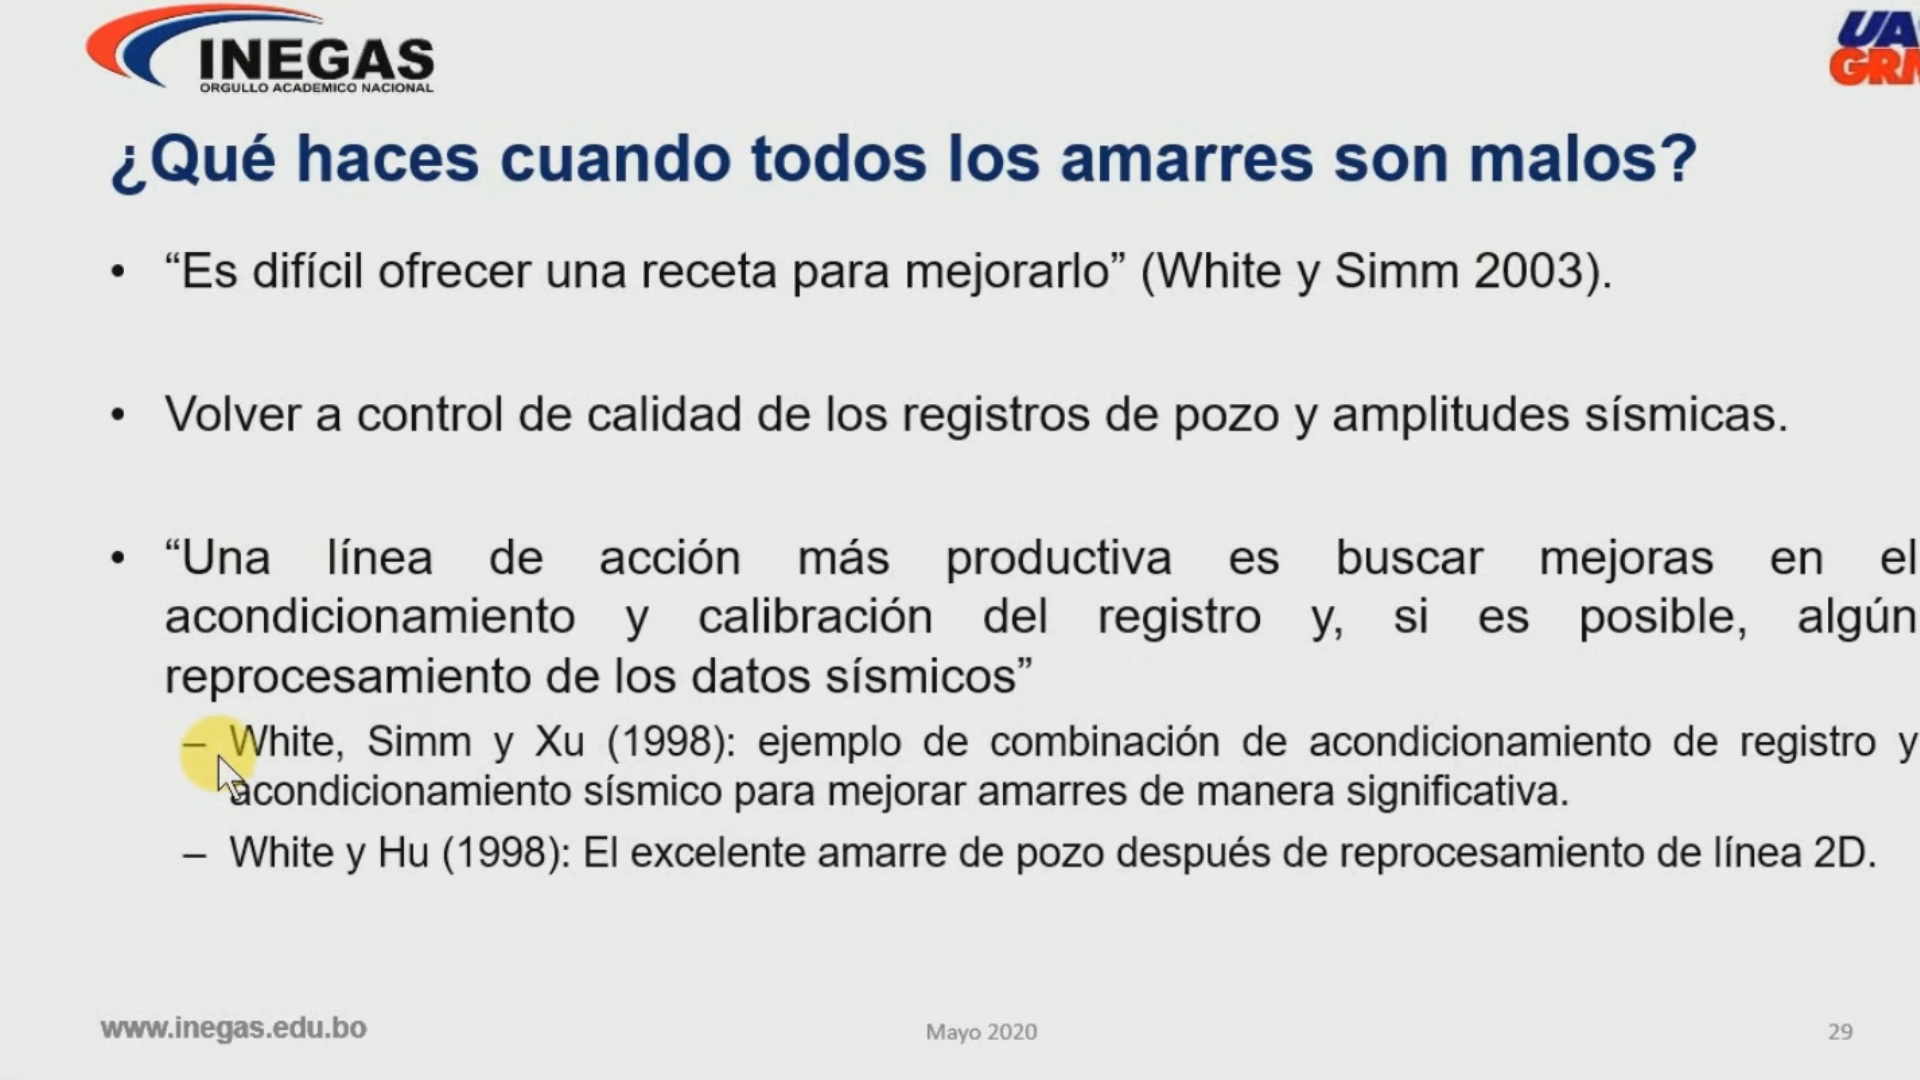 INEGAS
ORGULLO ACADEMICO NACIONAL
¿Qué haces cuando todos los amarres son malos?
• “Es difícil ofrecer una receta para mejorarlo” (White y Simm 2003).
• Volver a control de calidad de los registros de pozo y amplitudes sísmicas.
• “Una línea de acción más productiva es buscar mejoras en el
acondicionamiento y calibración del registro y, si es posible, algún
reprocesamiento de los datos sísmicos”
– White, Simm y Xu (1998): ejemplo de combinación de acondicionamiento de registro y
acondicionamiento sísmico para mejorar amarres de manera significativa.
– White y Hu (1998): El excelente amarre de pozo después de reprocesamiento de línea 2D.
www.inegas.edu.bo
Mayo 2020
29